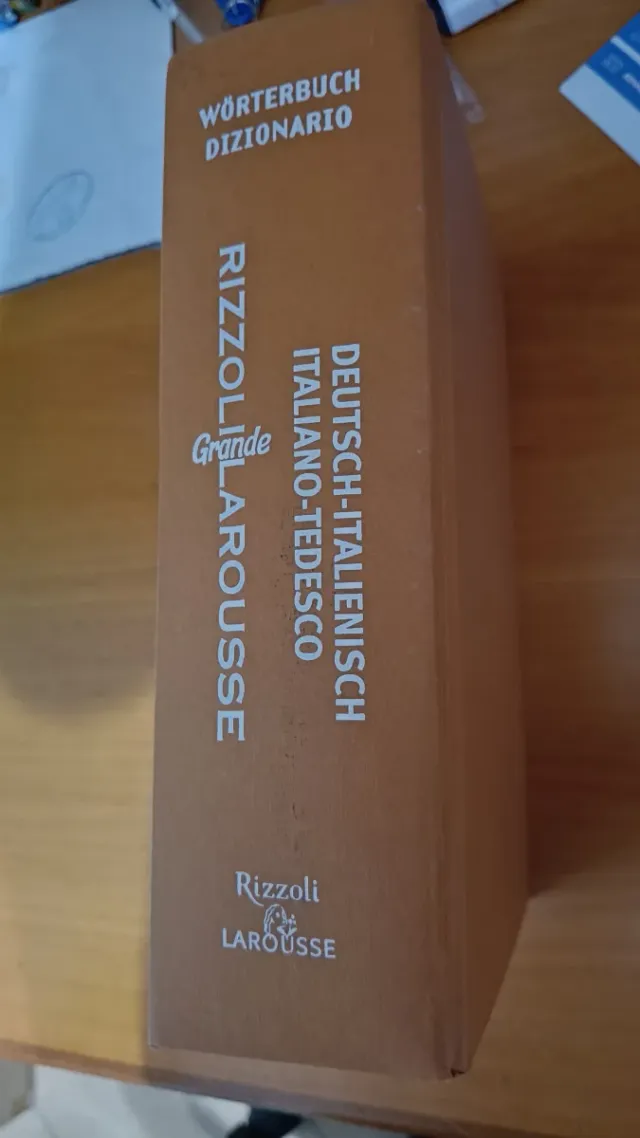 WÖRTERBUCH
DIZIONARIO
RIZZOLI LAROUSSE
Grande
DEUTSCH-ITALIENISCH
ITALIANO-TEDESCO
Rizzoli
LAROUSSE